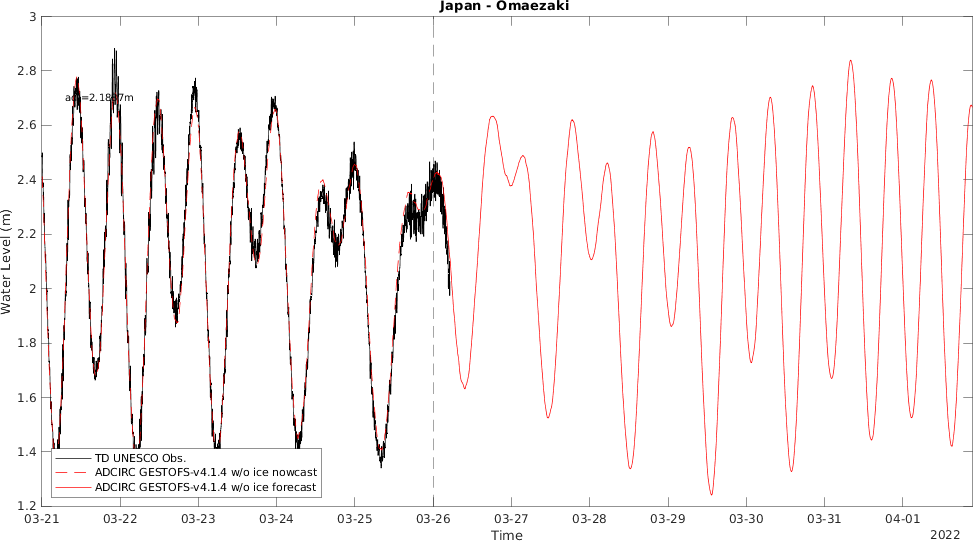 Japan - Omaezaki
3
2.8
2.6
2.4
2.2
2
1.8
1.6
1.4
1.2
Water Level (m)
TD UNESCO Obs.
ADCIRC GESTOFS-v4.1.4 w/o ice nowcast
ADCIRC GESTOFS-v4.1.4 w/o ice forecast
03-21 03-22 03-23 03-24 03-25 03-26 03-27 03-28 03-29 03-30 03-31 04-01
Time
2022